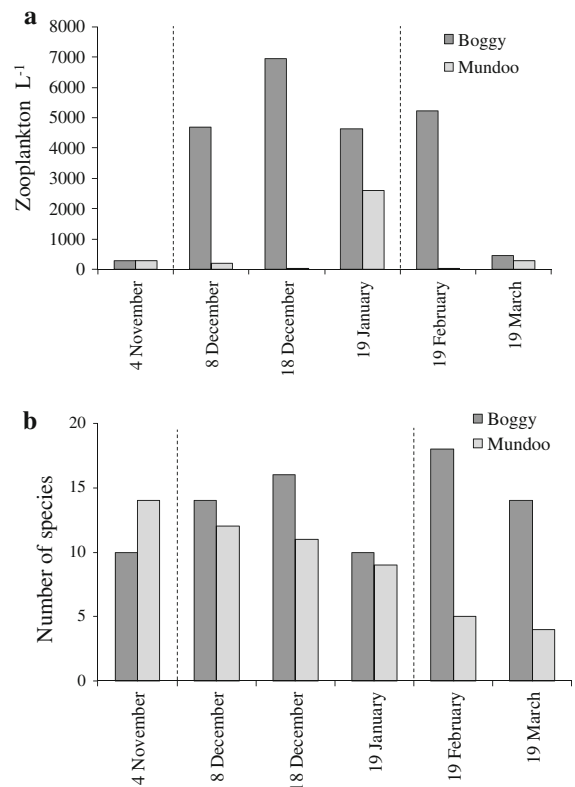 a
8000
7000
6000
5000
4000
3000
2000
1000
0
Zooplankton L⁻¹
Boggy
Mundoo
4 November
8 December
18 December
19 January
19 February
19 March
b
20
15
10
5
0
Number of species
Boggy
Mundoo
4 November
8 December
18 December
19 January
19 February
19 March